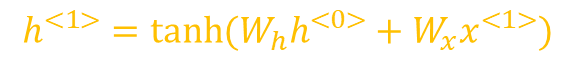 h^{<1>} = tanh(W_h h^{<0>} + W_x x^{<1>})